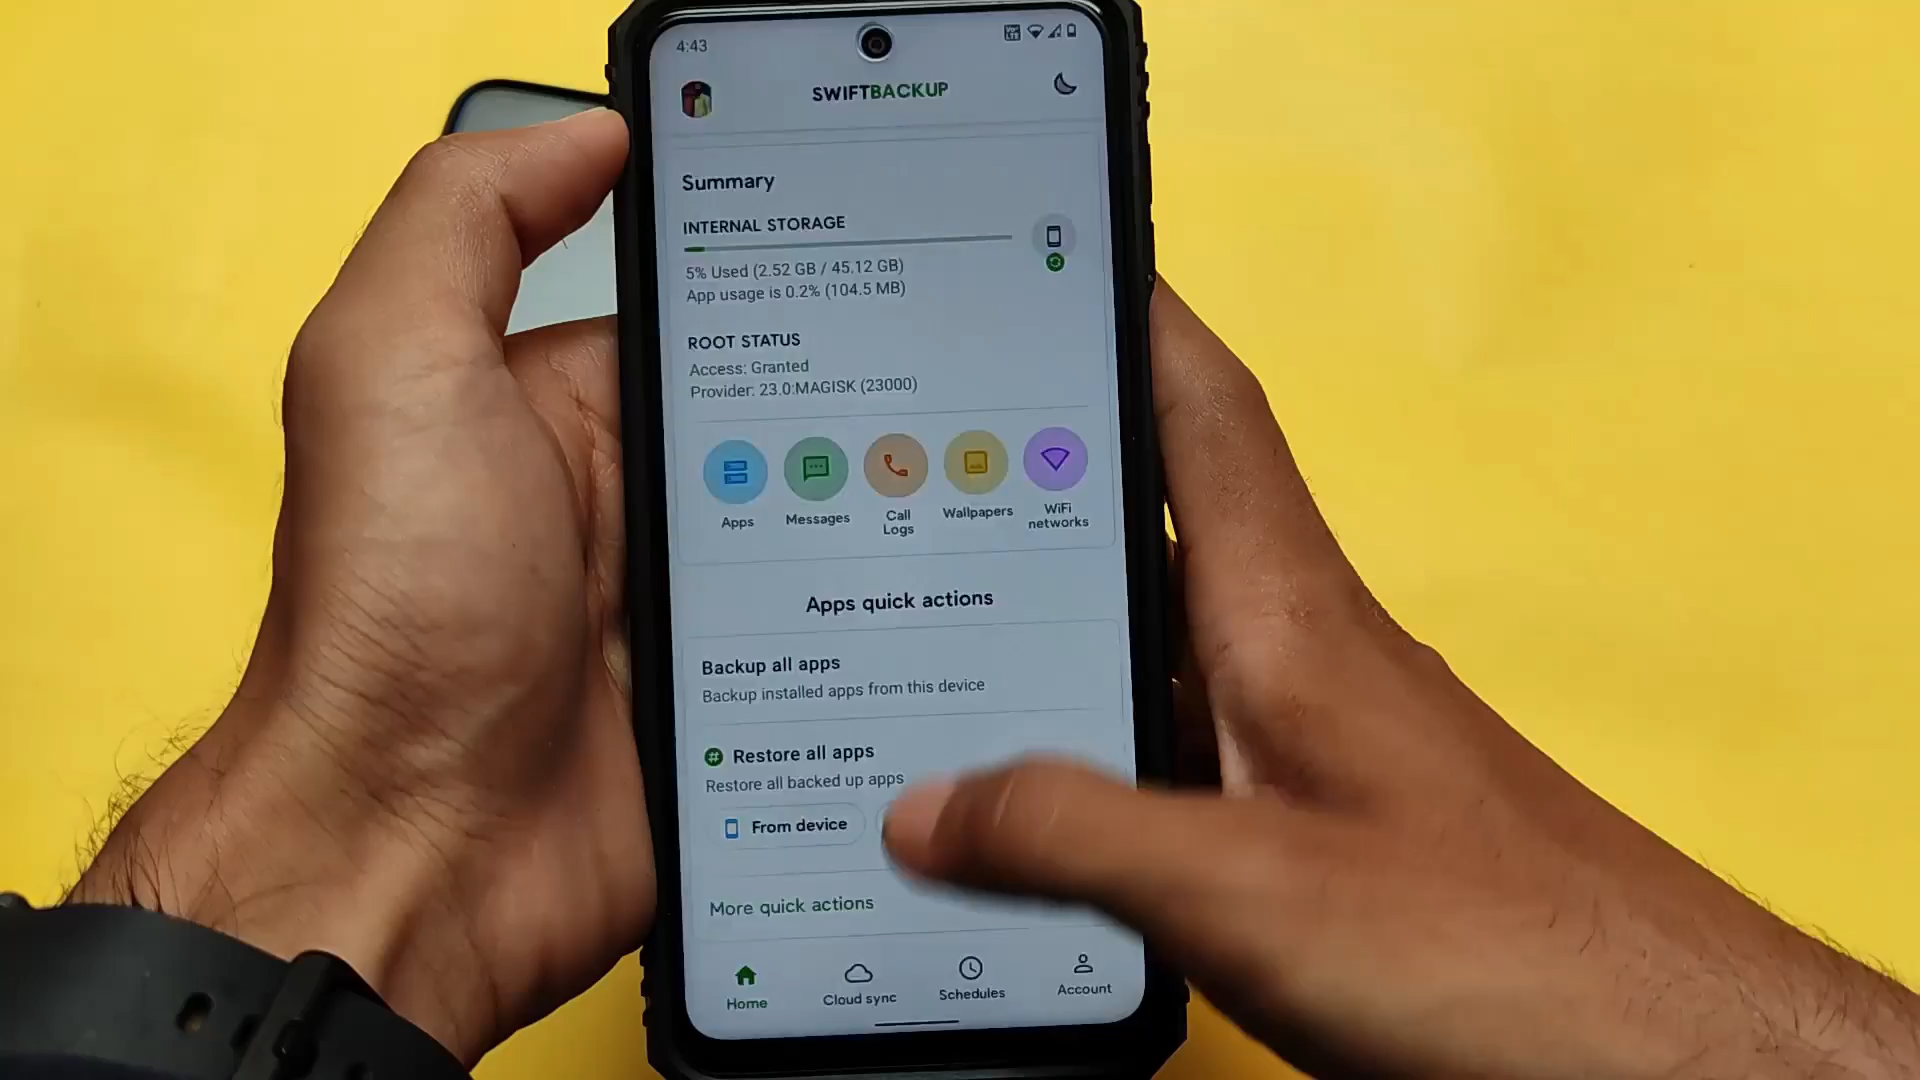 4:43
SWIFTBACKUP
Summary
INTERNAL STORAGE
5% Used (2.52 GB / 45.12 GB)
App usage is 0.2% (104.5 MB)
ROOT STATUS
Access: Granted
Provider: 23.0:MAGISK (23000)
Apps
Messages
Call
Logs
Wallpapers
WiFi
networks
Apps quick actions
Backup all apps
Backup installed apps from this device
Restore all apps
Restore all backed up apps
From device
More quick actions
Home
Cloud sync
Schedules
Account